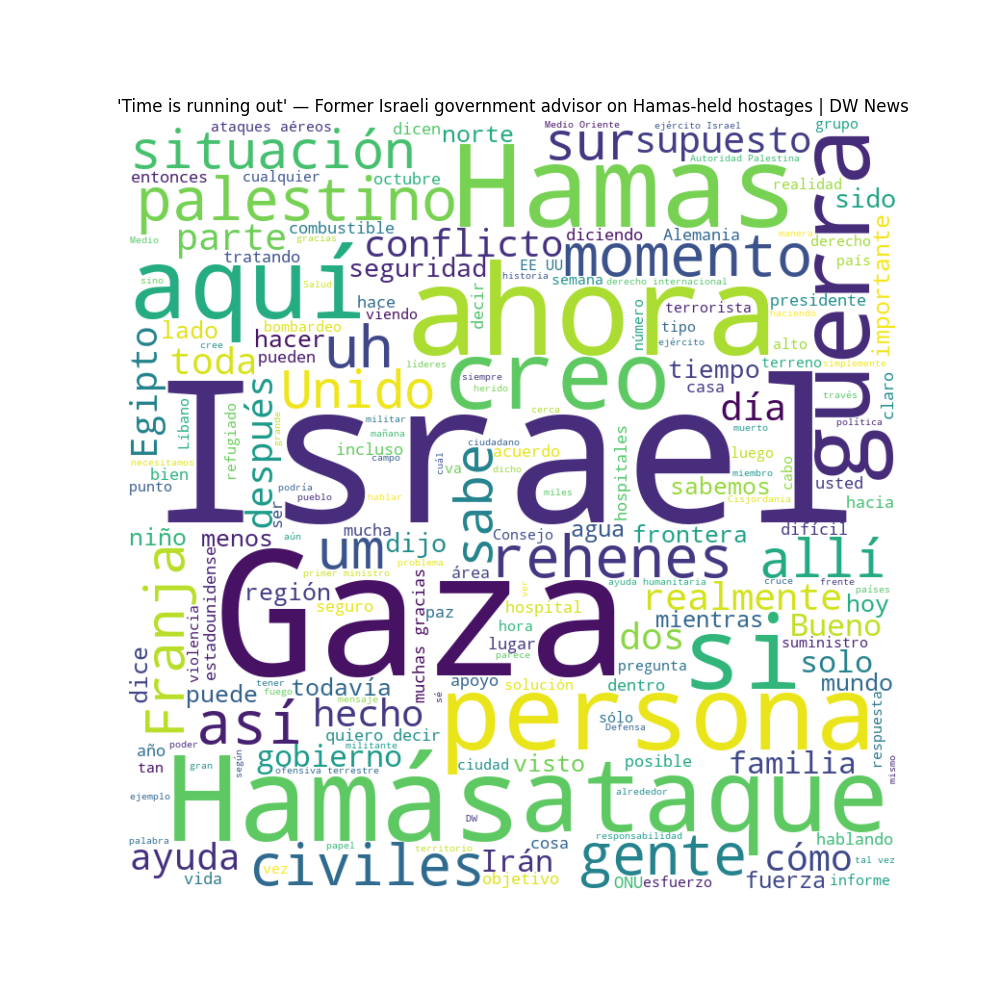 'Time is running out' — Former Israeli government advisor on Hamas-held hostages | DW News
ataques aéreos
dicen
norte
Medio Oriente
ejército Israel
grupo
situación
sur
supuesto
Hamas
guerra
Autoridad Palestina
entonces
cualquier
octubre
realidad
sido
palestino
combustible
gracias
Medio
parte
conflicto
diciendo
Alemania
manera
derecho
importante
aquí
tratando
seguridad
EE UU
momento
país
historia
semana
derecho internacional
sino
Salud
hace
viendo
decir
ahora
número
terrorista
presidente
haciendo
lado
bombardeo
hacer
uh
tipo
ejército
Egipto
cree
toda
pueden
líderes
creo
alto
terreno
simplemente
Unido
siempre
herido
tiempo
casa
claro
través
Líbano
refugiado
después
grande
militar
mañana
cerca
día
muerto
política
Israel
necesitamos
bien
incluso
campo
cuál
ciudadano
acuerdo
hospitales
luego
cabo
punto
podría
pueblo
hablar
va
dicho
sabe
miles
sabemos
miembro
Cisjordania
usted
hacia
ser
niño
menos
aún
mucha
um
dijo
problema
Consejo
agua
frontera
difícil
Franja
estadounidense
violencia
primer ministro
área
rehenes
allí
ayuda humanitaria
cruce
frente
países
región
Gaza
seguro
muchas gracias
paz
ver
hospital
realmente
hoy
hora
mientras
Bueno
lugar
parece
dos
si
suministro
dice
puede
tener
fuego
todavía
mensaje
sé
apoyo
solución
pregunta
dentro
solo
mundo
así
hecho
persona
sólo
Defensa
respuesta
quiero decir
año
poder
según
gobierno
militante
tan
gran
ofensiva terrestre
ciudad
visto
posible
familia
mismo
ejemplo
Hamás
ataque
alrededor
DW
palabra
papel
territorio
cosa
responsabilidad
hablando
ayuda
vez
civiles
Irán
gente
cómo
tal vez
vida
objetivo
ONU
esfuerzo
fuerza
informe